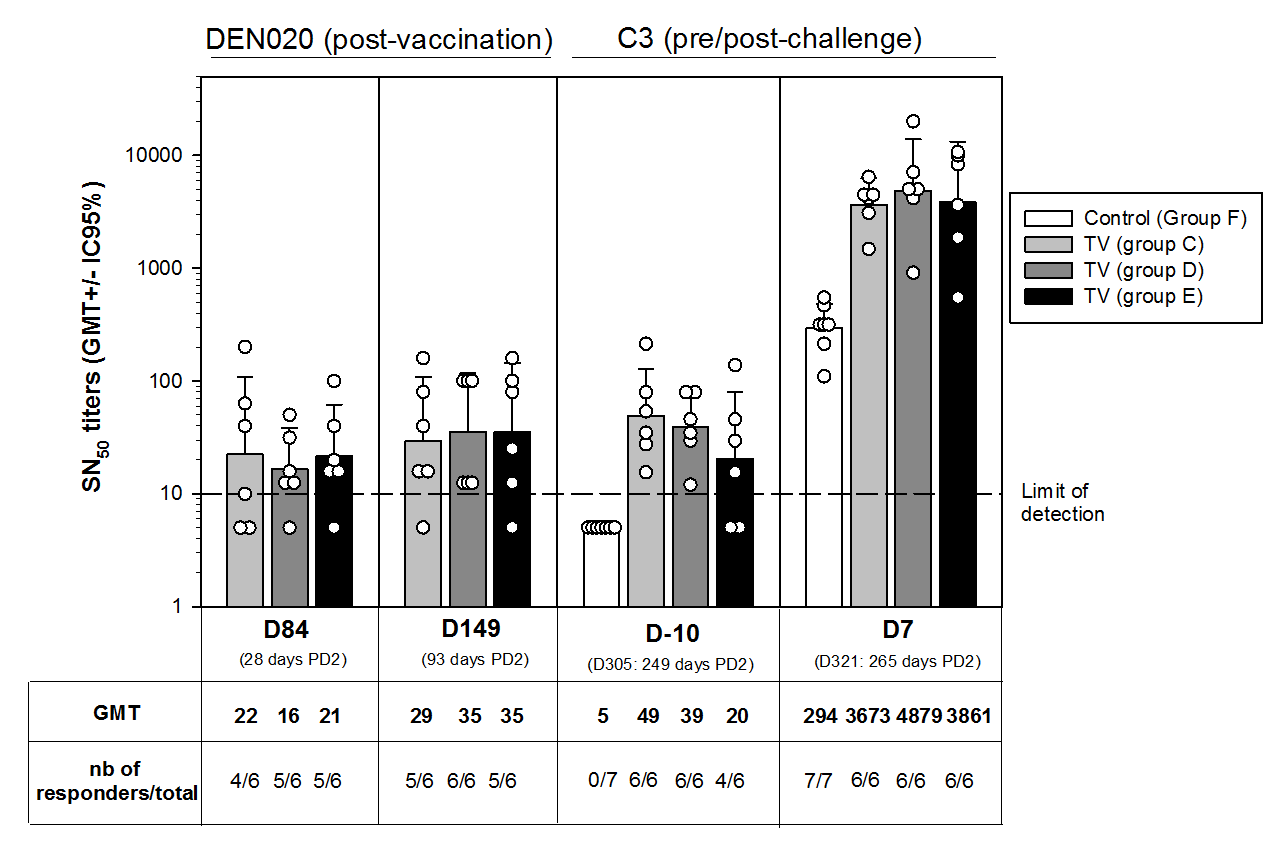 DEN020 (post-vaccination) C3 (pre/post-challenge)
SN50 titers (GMT+/- IC95%)
10000
1000
100
10
1
Control (Group F)
TV (group C)
TV (group D)
TV (group E)
Limit of
detection
D84 D149 D-10 D7
(28 days PD2) (93 days PD2) (D305: 249 days PD2) (D321: 265 days PD2)
GMT 22 16 21 29 35 35 5 49 39 20 294 3673 4879 3861
nb of
responders/total 4/6 5/6 5/6 5/6 6/6 5/6 0/7 6/6 6/6 4/6 7/7 6/6 6/6 6/6